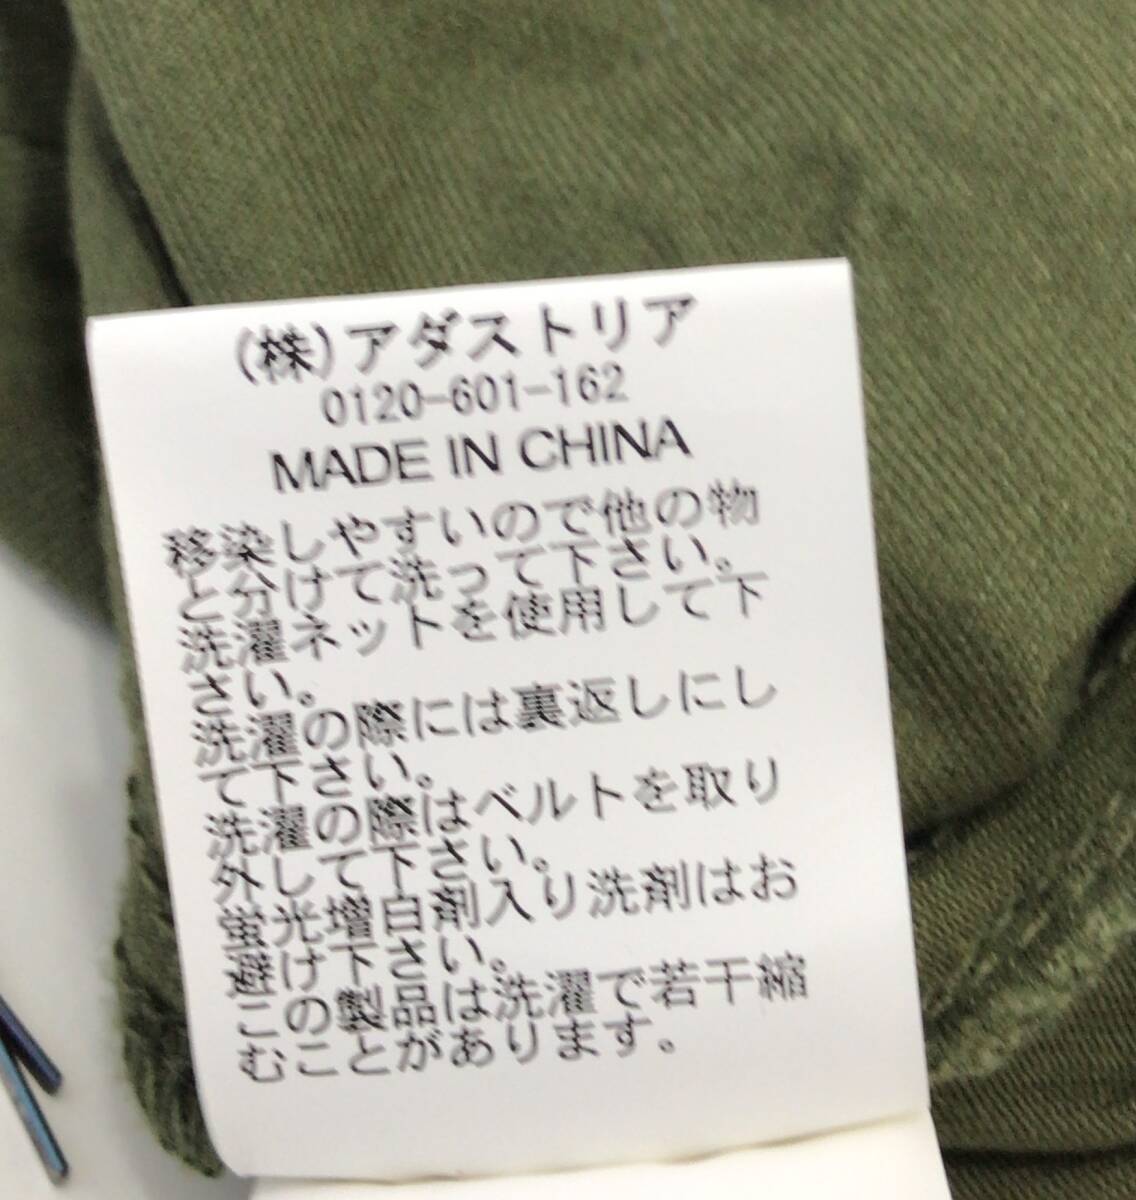 (株)アダストリア
0120-601-162
MADE IN CHINA
移染しやすいので他の物
と分けて洗って下さい。
洗濯ネットを使用して下
さい。
洗濯の際には裏返しにし
て下さい。
洗濯の際はベルトを取り
外して下さい。
蛍光増白剤入り洗剤はお
避け下さい。
この製品は洗濯で若干縮
むことがあります。